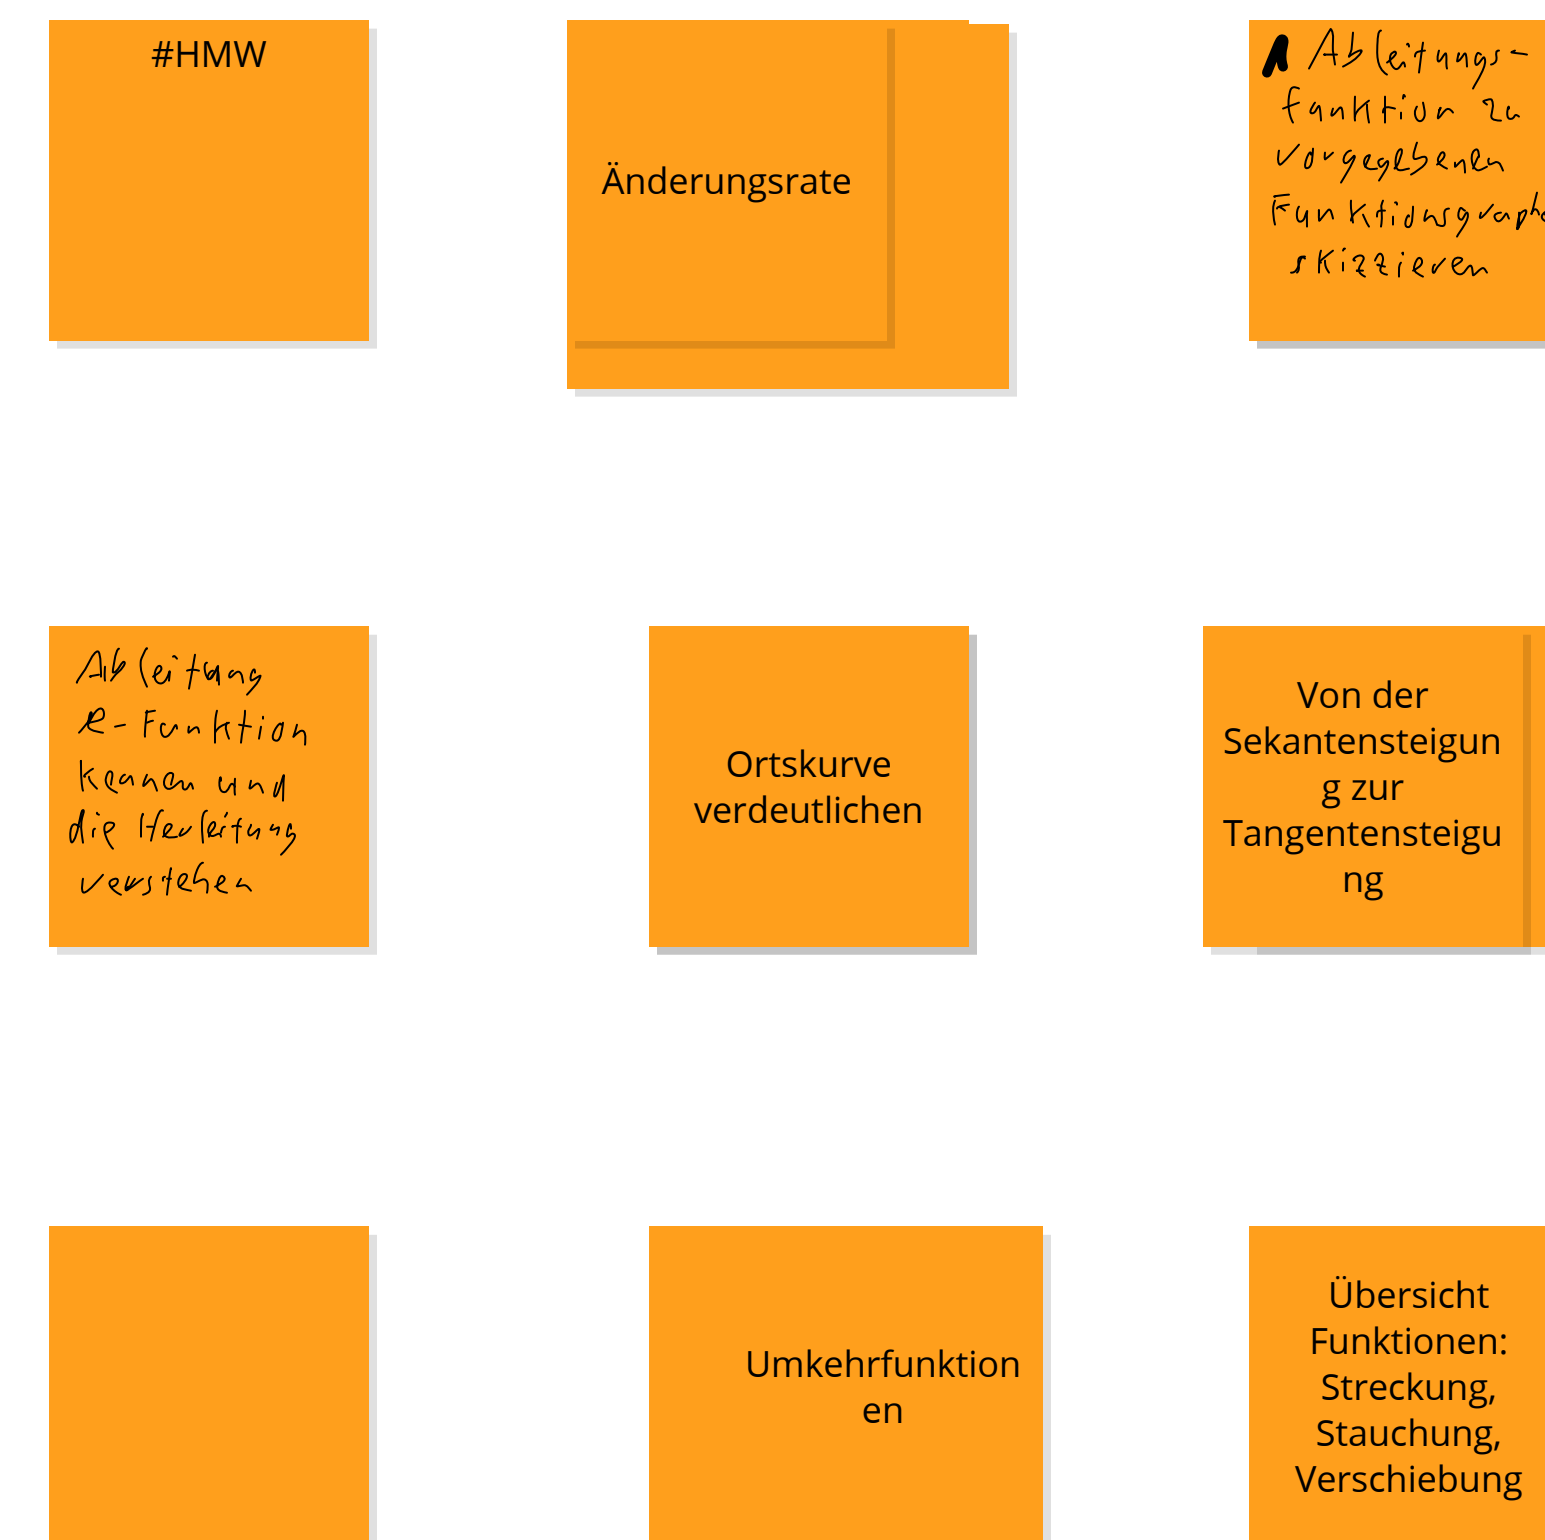 #HMW
Änderungsrate
Ableitungs-
funktion zu
vorgegebenen
Funktionsgraphe
skizzieren
Ableitung
e-Funktion
kennen und
die Herleitung
verstehen
Ortskurve
verdeutlichen
Von der
Sekantensteigun
g zur
Tangentensteigu
ng
Umkehrfunktion
en
Übersicht
Funktionen:
Streckung,
Stauchung,
Verschiebung